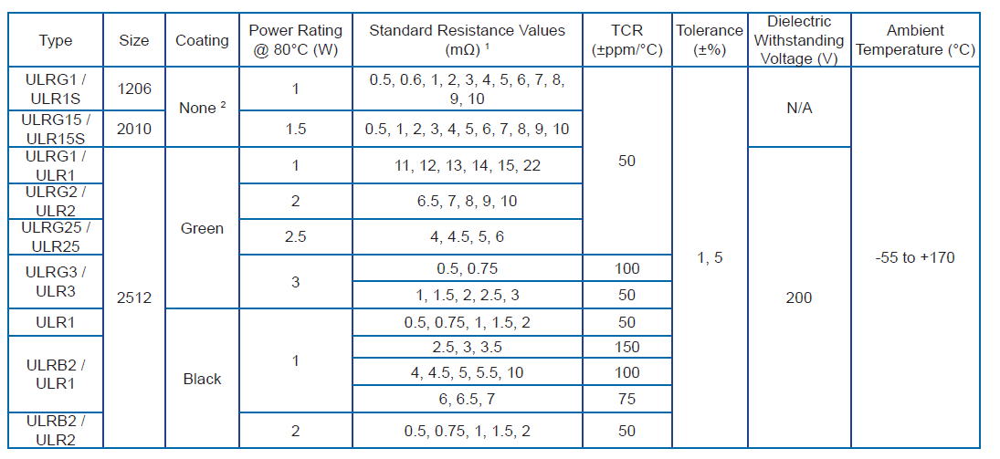 Type
Size
Coating
Power Rating
@ 80°C (W)
Standard Resistance Values
(mΩ) ¹
TCR
(±ppm/°C)
Tolerance
(±%)
Dielectric
Withstanding
Voltage (V)
Ambient
Temperature (°C)
ULRG1 /
ULR1S
1206
None ²
1
0.5, 0.6, 1, 2, 3, 4, 5, 6, 7, 8,
9, 10
50
1, 5
N/A
-55 to +170
ULRG15 /
ULR15S
2010
1.5
0.5, 1, 2, 3, 4, 5, 6, 7, 8, 9, 10
ULRG1 /
ULR1
2512
Green
1
11, 12, 13, 14, 15, 22
200
ULRG2 /
ULR2
2
6.5, 7, 8, 9, 10
ULRG25 /
ULR25
2.5
4, 4.5, 5, 6
ULRG3 /
ULR3
3
0.5, 0.75
100
1, 1.5, 2, 2.5, 3
50
ULR1
Black
1
0.5, 0.75, 1, 1.5, 2
50
ULRB2 /
ULR1
2.5, 3, 3.5
150
4, 4.5, 5, 5.5, 10
100
6, 6.5, 7
75
ULRB2 /
ULR2
2
0.5, 0.75, 1, 1.5, 2
50